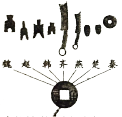 魏 赵 韩 齐 燕 楚 秦